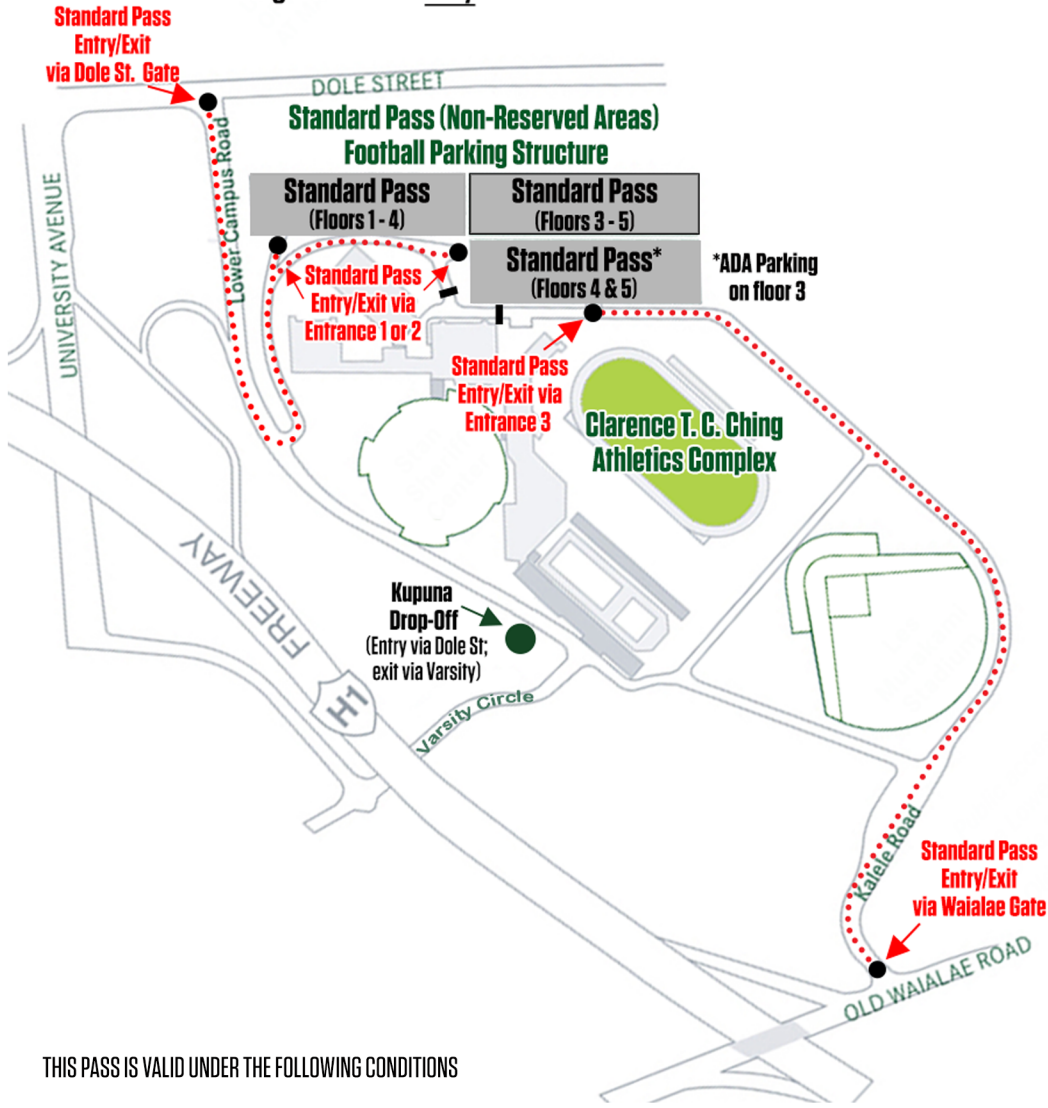 Standard Pass
Entry/Exit
via Dole St. Gate
DOLE STREET
Standard Pass (Non-Reserved Areas)
Football Parking Structure
UNIVERSITY AVENUE
Lower Campus Road
Standard Pass
(Floors 1 - 4)
Standard Pass
(Floors 3 - 5)
Standard Pass*
(Floors 4 & 5)
*ADA Parking
on floor 3
Standard Pass
Entry/Exit via
Entrance 1 or 2
Standard Pass
Entry/Exit via
Entrance 3
Clarence T. C. Ching
Athletics Complex
FREEWAY
H
Kupuna
Drop-Off
(Entry via Dole St;
exit via Varsity)
Varsity Circle
Kalele Road
Standard Pass
Entry/Exit
via Waialae Gate
OLD WAIALAE ROAD
THIS PASS IS VALID UNDER THE FOLLOWING CONDITIONS